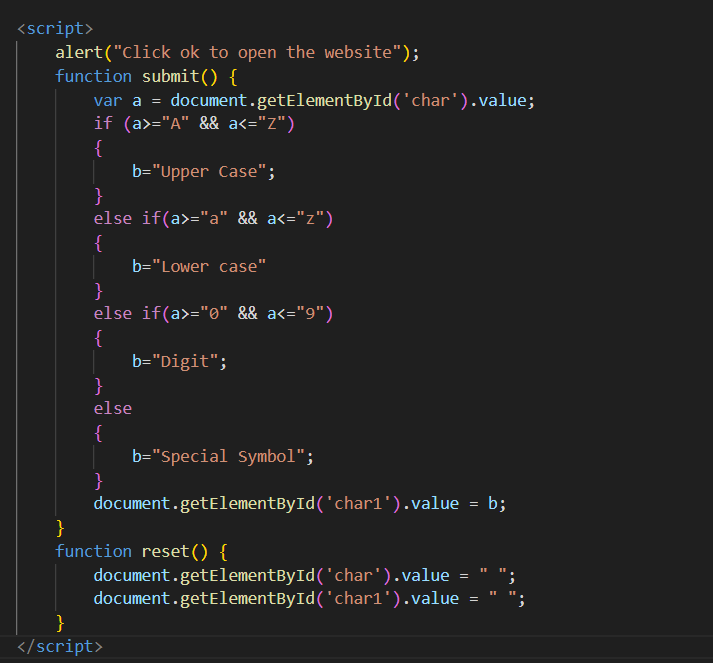 <script>
alert("Click ok to open the website");
function submit() {
var a = document.getElementById('char').value;
if (a>="A" && a<="Z")
{
b="Upper Case";
}
else if(a>="a" && a<="z")
{
b="Lower case"
}
else if(a>="0" && a<="9")
{
b="Digit";
}
else
{
b="Special Symbol";
}
document.getElementById('char1').value = b;
}
function reset() {
document.getElementById('char').value = " ";
document.getElementById('char1').value = " ";
}
</script>